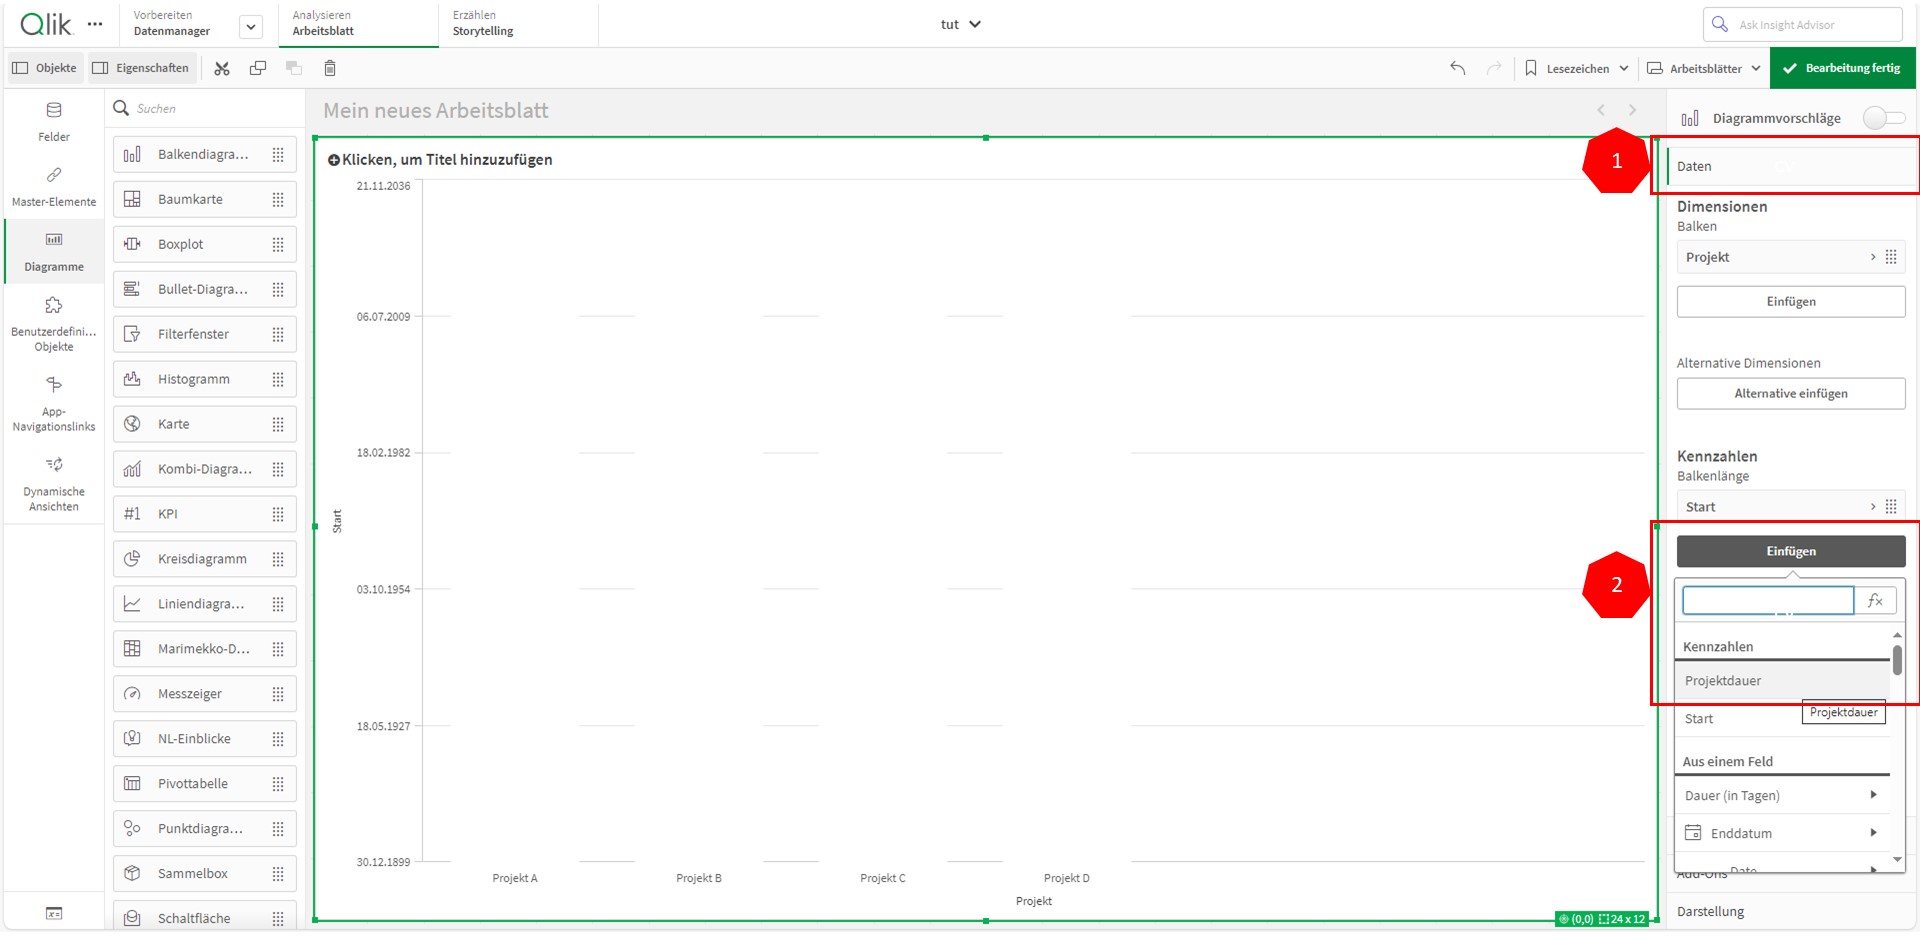 Qlik
Vorbereiten
Datenmanager
Analysieren
Arbeitsblatt
Erzählen
Storytelling
tut
Ask Insight Advisor
Objekte
Eigenschaften
Lesezeichen
Arbeitsblätter
Bearbeitung fertig
Felder
Master-Elemente
Diagramme
Benutzerdefini...
Objekte
App-
Navigationslinks
Dynamische
Ansichten
Suchen
Balkendiagra...
Baumkarte
Boxplot
Bullet-Diagra...
Filterfenster
Histogramm
Karte
Kombi-Diagra...
#1 KPI
Kreisdiagramm
Liniendiagra...
Marimekko-D...
Messzeiger
NL-Einblicke
Pivottabelle
Punktdiagra...
Sammelbox
Schaltfläche
Mein neues Arbeitsblatt
Klicken, um Titel hinzuzufügen
21.11.2036
06.07.2009
18.02.1982
03.10.1954
18.05.1927
30.12.1899
Start
Projekt A
Projekt B
Projekt C
Projekt D
Projekt
(0,0) 24 x 12
Diagrammvorschläge
1
Daten
Dimensionen
Balken
Projekt
Einfügen
Alternative Dimensionen
Alternative einfügen
Kennzahlen
Balkenlänge
Start
2
Einfügen
fx
Kennzahlen
Projektdauer
Projektdauer
Start
Aus einem Feld
Dauer (in Tagen)
Enddatum
Add-Ons
Darstellung